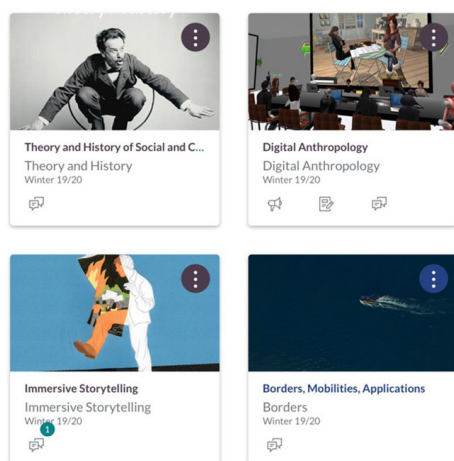 Theory and History of Social and C...
Theory and History
Winter 19/20
Digital Anthropology
Digital Anthropology
Winter 19/20
Immersive Storytelling
Immersive Storytelling
Winter 19/20
1
Borders, Mobilities, Applications
Borders
Winter 19/20